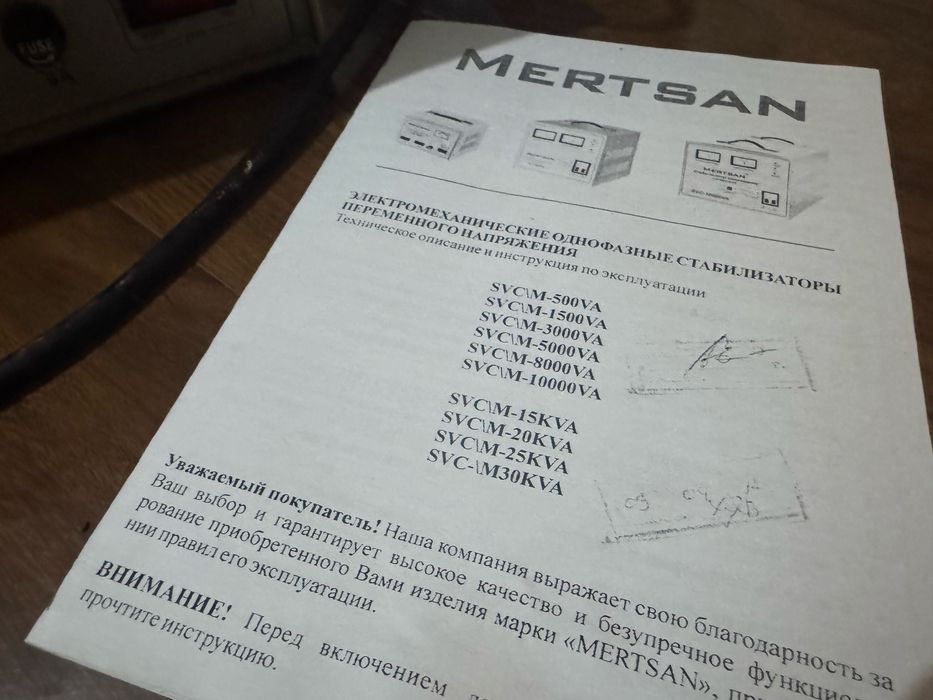 FUSE
MERTSAN
MERTSAN
ЭЛЕКТРОМЕХАНИЧЕСКИЕ ОДНОФАЗНЫЕ СТАБИЛИЗАТОРЫ
ПЕРЕМЕННОГО НАПРЯЖЕНИЯ
Техническое описание и инструкция по эксплуатации
SVC\M-500VA
SVC\M-1500VA
SVC\M-3000VA
SVC\M-5000VA
SVC\M-8000VA
SVC\M-10000VA
SVC\M-15KVA
SVC\M-20KVA
SVC\M-25KVA
SVC-\M30KVA
Уважаемый покупатель! Наша компания выражает свою благодарность за
Ваш выбор и гарантирует высокое качество и безупречное функцио
рование приобретенного Вами изделия марки «MERTSAN», пр
нии правил его эксплуатации.
ВНИМАНИЕ! Перед включением
прочтите инструкцию.